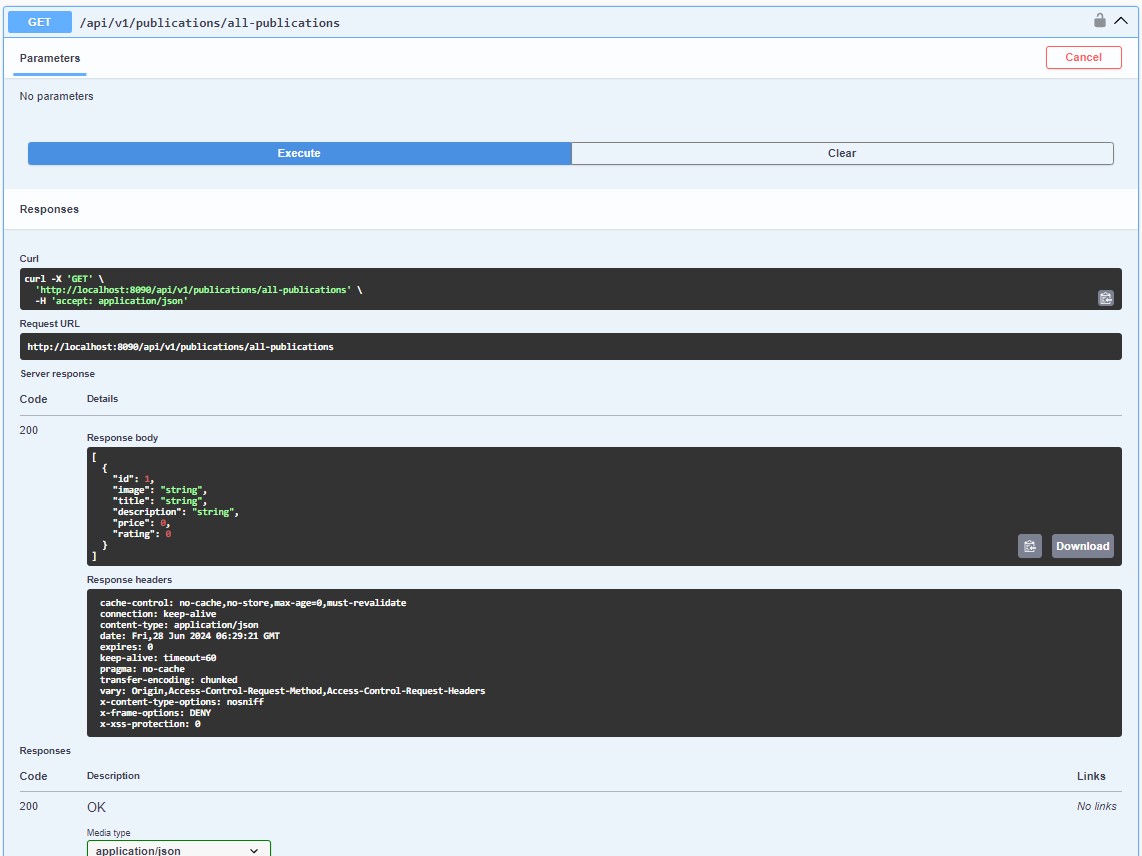 GET /api/v1/publications/all-publications
Parameters
Cancel
No parameters
Execute
Clear
Responses
Curl
curl -X 'GET' \
  'http://localhost:8090/api/v1/publications/all-publications' \
  -H 'accept: application/json'
Request URL
http://localhost:8090/api/v1/publications/all-publications
Server response
Code Details
200
Response body
[
  {
    "id": 1,
    "image": "string",
    "title": "string",
    "description": "string",
    "price": 0,
    "rating": 0
  }
]
Download
Response headers
cache-control: no-cache,no-store,max-age=0,must-revalidate
connection: keep-alive
content-type: application/json
date: Fri,28 Jun 2024 06:29:21 GMT
expires: 0
keep-alive: timeout=60
pragma: no-cache
transfer-encoding: chunked
vary: Origin,Access-Control-Request-Method,Access-Control-Request-Headers
x-content-type-options: nosniff
x-frame-options: DENY
x-xss-protection: 0
Responses
Code Description Links
200 OK No links
Media type
application/json